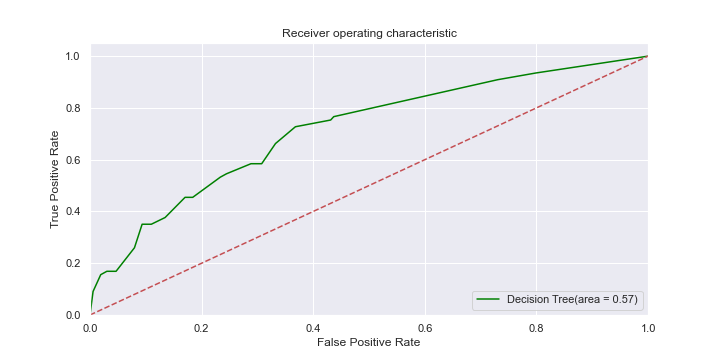 Receiver operating characteristic
True Positive Rate
1.0
0.8
0.6
0.4
0.2
0.0
Decision Tree(area = 0.57)
0.0 0.2 0.4 0.6 0.8 1.0
False Positive Rate